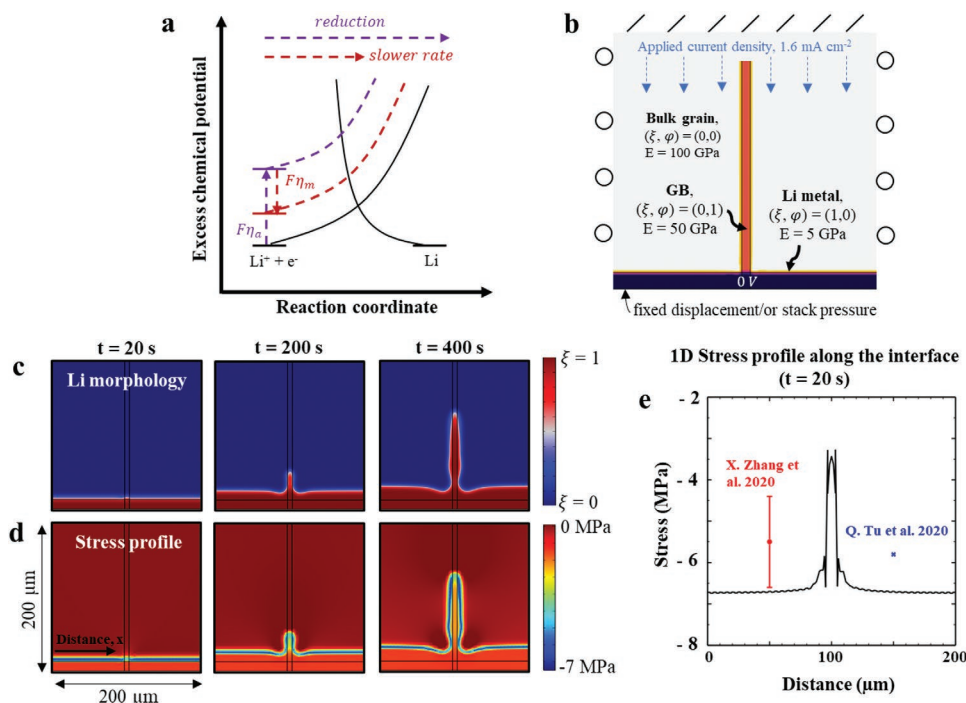 a
reduction
slower rate
Excess chemical potential
Fη_m
Fη_a
Li⁺ + e⁻
Li
Reaction coordinate
b
Applied current density, 1.6 mA cm⁻²
Bulk grain,
(ξ, φ) = (0,0)
E = 100 GPa
GB,
(ξ, φ) = (0,1)
E = 50 GPa
Li metal,
(ξ, φ) = (1,0)
E = 5 GPa
0 V
fixed displacement/or stack pressure
t = 20 s
t = 200 s
t = 400 s
c
Li morphology
ξ = 1
ξ = 0
d
Stress profile
Distance, x
0 MPa
-7 MPa
200 μm
200 um
1D Stress profile along the interface
(t = 20 s)
e
Stress (MPa)
- 2
- 4
- 6
- 8
X. Zhang et
al. 2020
Q. Tu et al. 2020
0
50
100
150
200
Distance (μm)